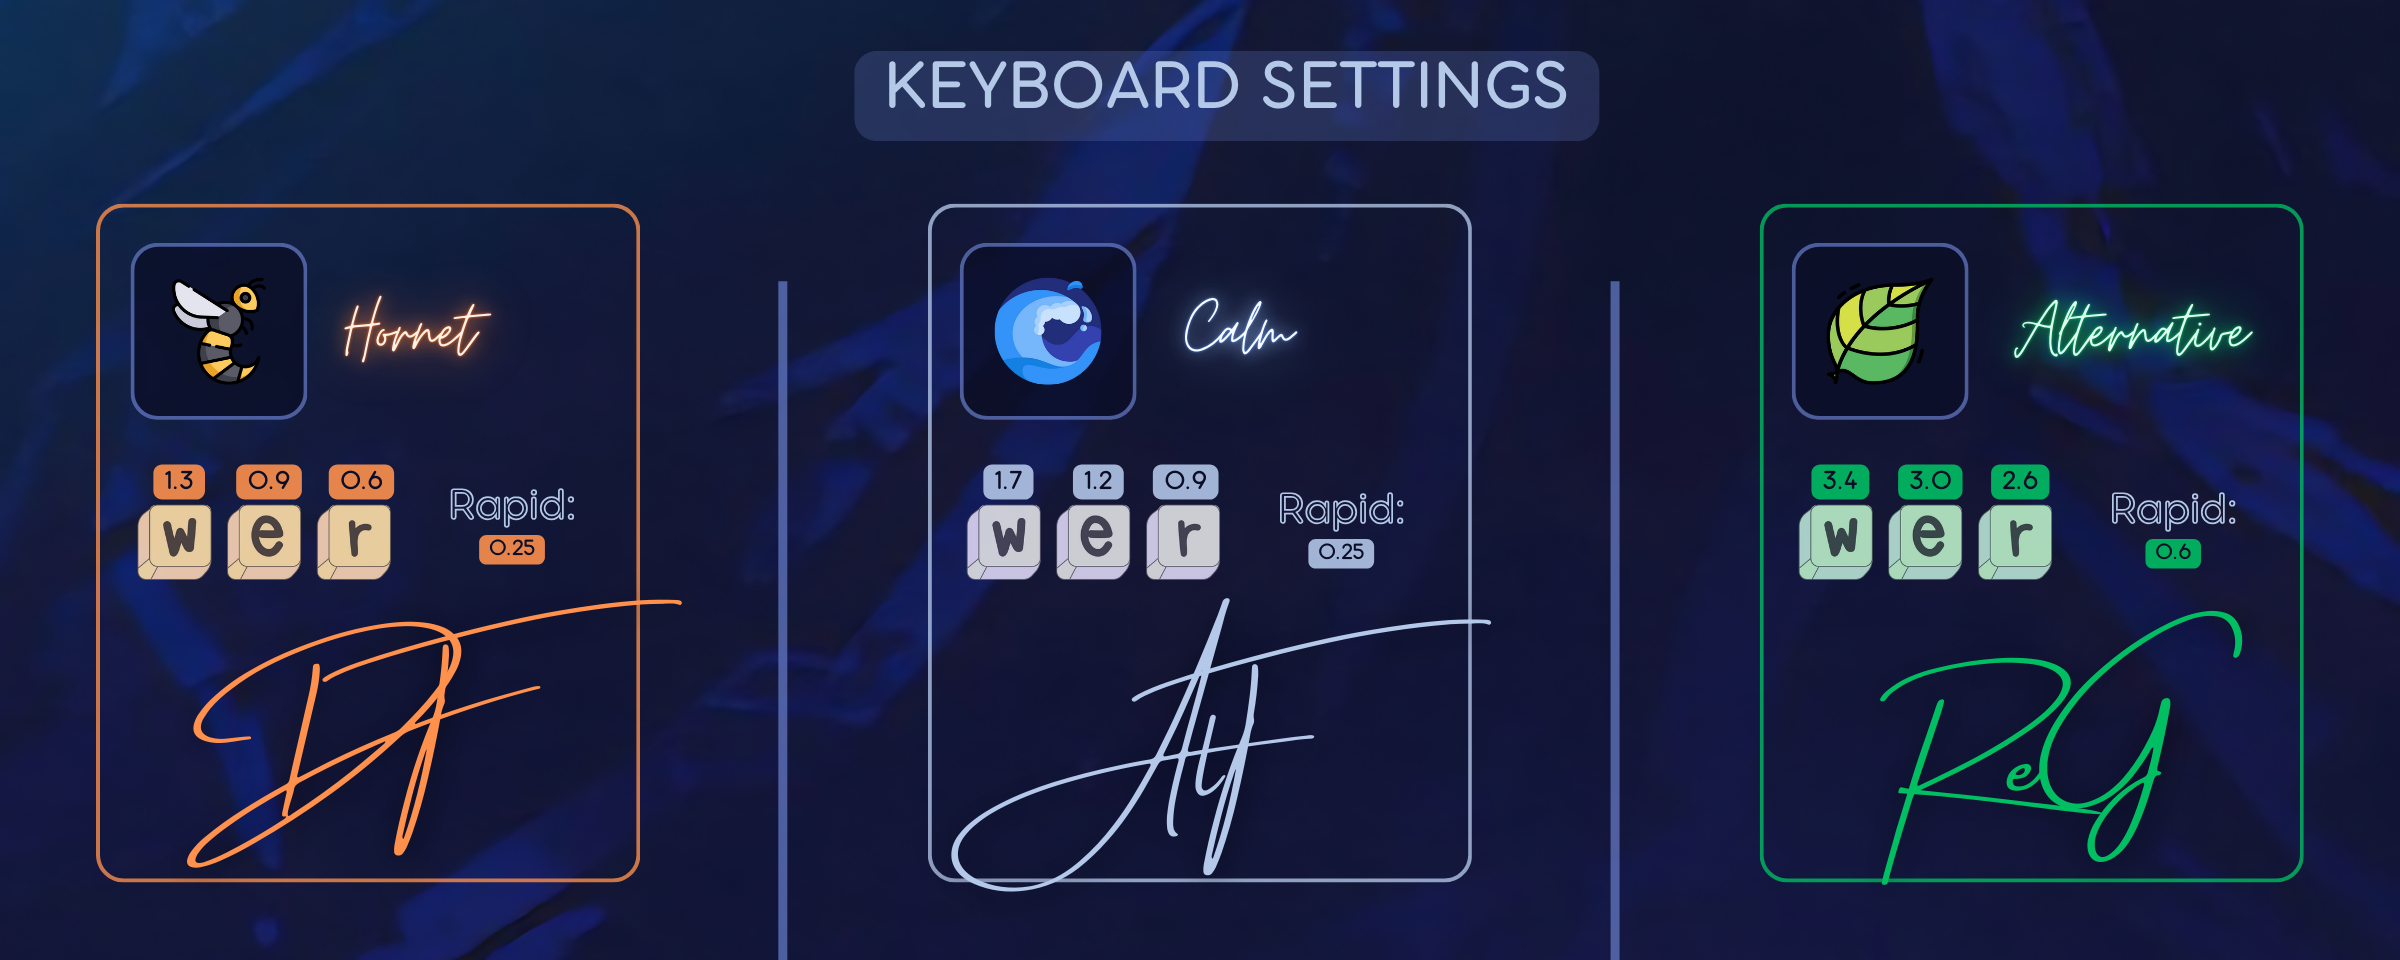 KEYBOARD SETTINGS
Hornet
1.3 0.9 0.6
w e r
Rapid:
0.25
DF
Calm
1.7 1.2 0.9
w e r
Rapid:
0.25
Alternative
3.4 3.0 2.6
w e r
Rapid:
0.6
ReG